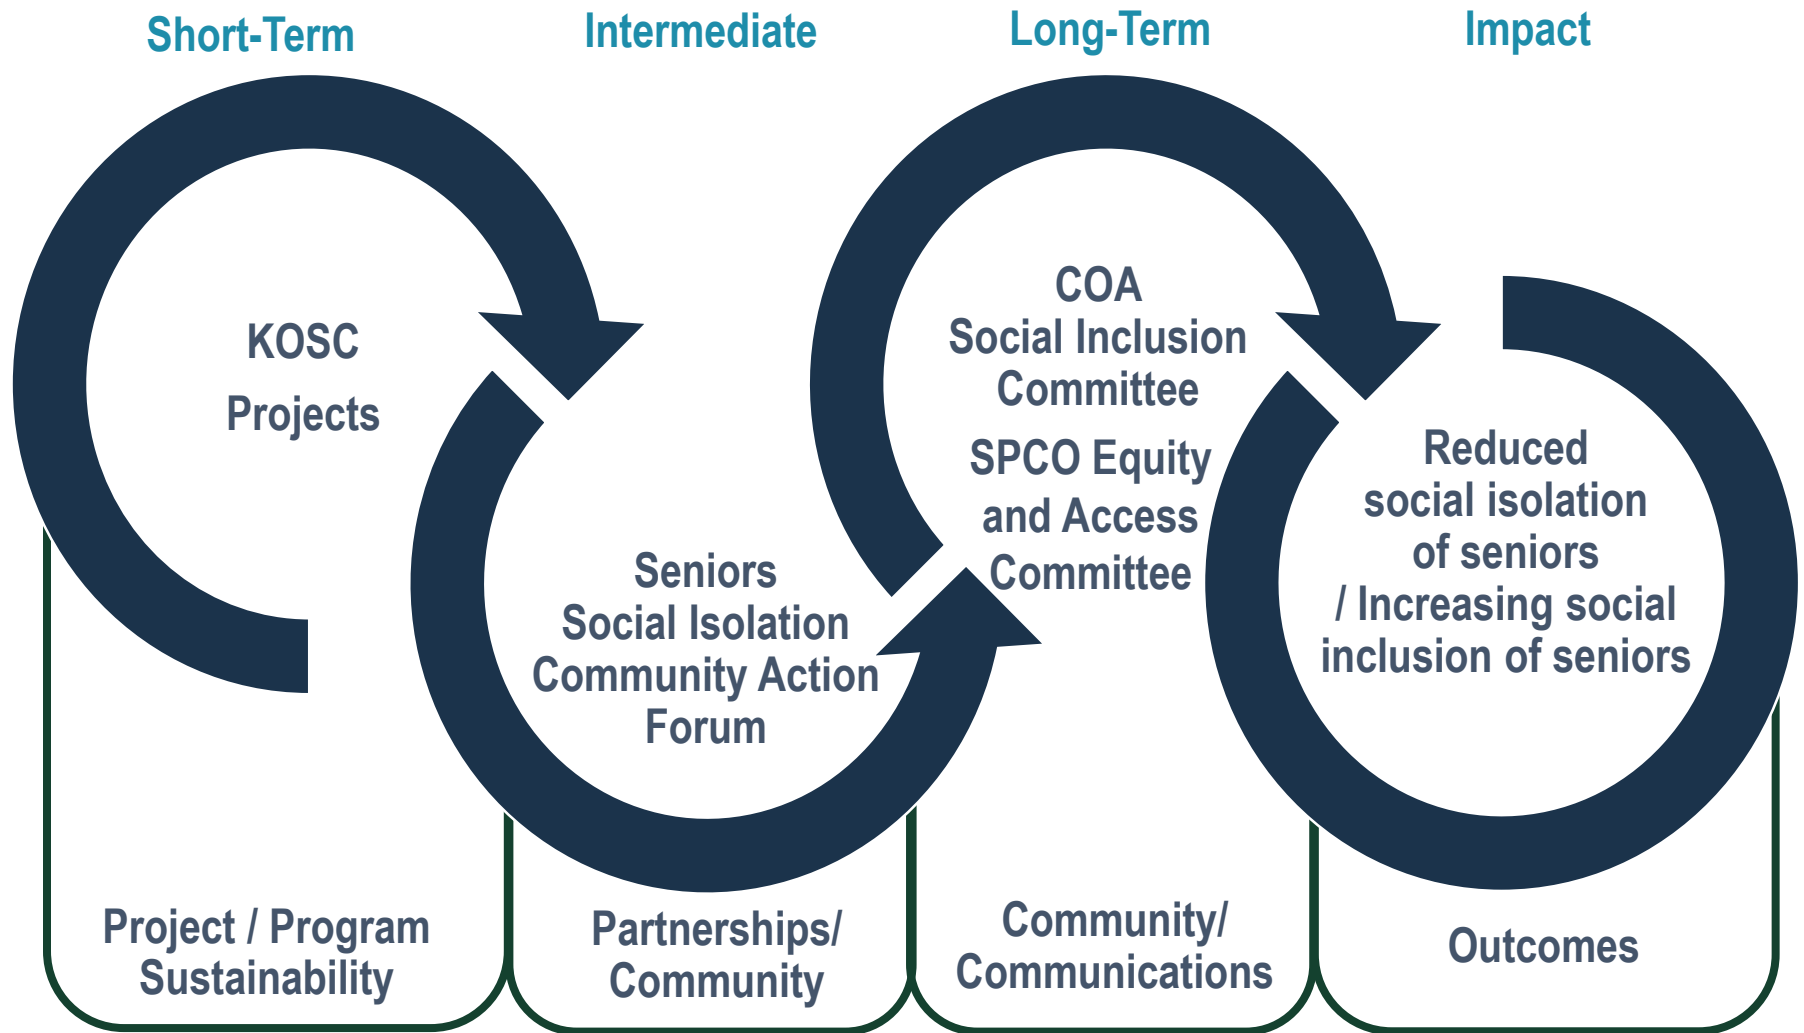 Short-Term
Intermediate
Long-Term
Impact
KOSC
Projects
Seniors
Social Isolation
Community Action
Forum
COA
Social Inclusion
Committee
SPCO Equity
and Access
Committee
Reduced
social isolation
of seniors
/ Increasing social
inclusion of seniors
Project / Program
Sustainability
Partnerships/
Community
Community/
Communications
Outcomes